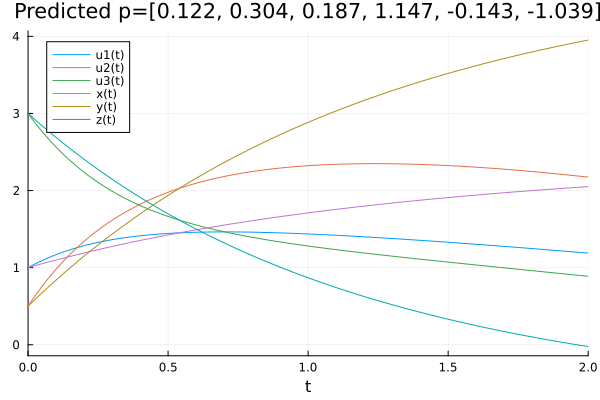 Predicted p=[0.122, 0.304, 0.187, 1.147, -0.143, -1.039]
4
3
2
1
0
u1(t)
u2(t)
u3(t)
x(t)
y(t)
z(t)
0.0 0.5 1.0 1.5 2.0
t